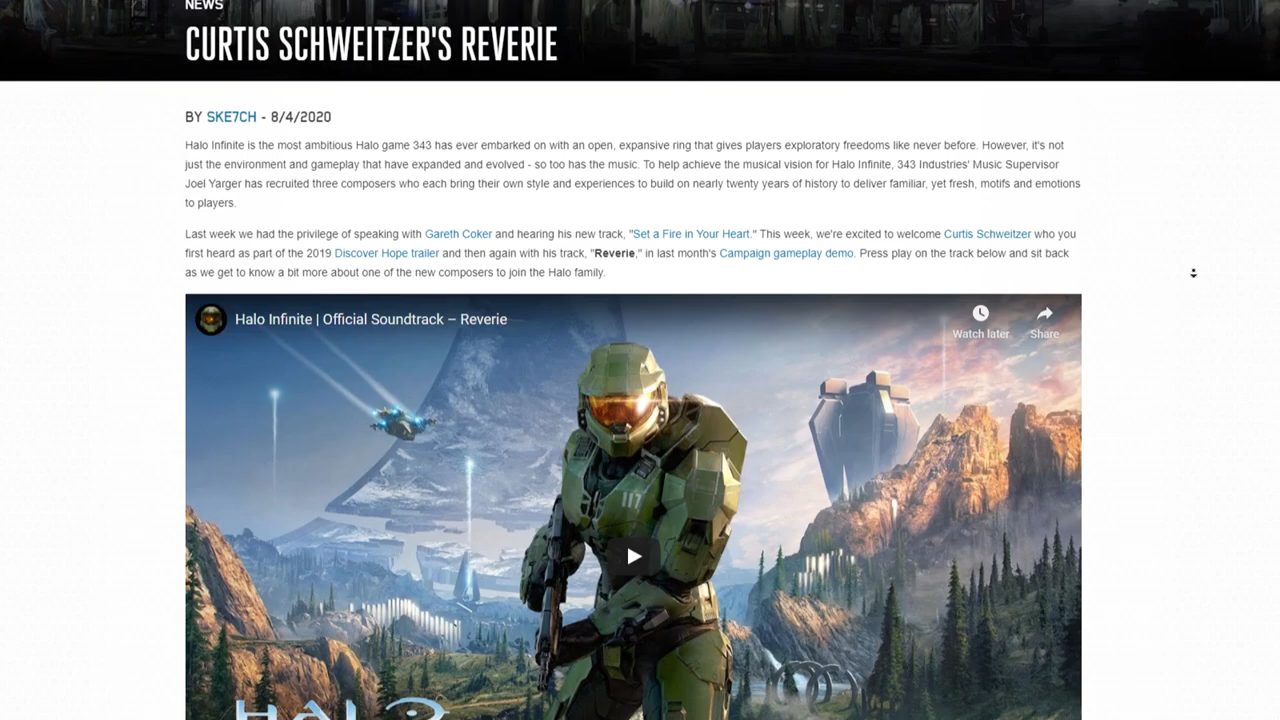 NEWS
CURTIS SCHWEITZER'S REVERIE
BY SKE7CH - 8/4/2020
Halo Infinite is the most ambitious Halo game 343 has ever embarked on with an open, expansive ring that gives players exploratory freedoms like never before. However, it's not
just the environment and gameplay that have expanded and evolved - so too has the music. To help achieve the musical vision for Halo Infinite, 343 Industries' Music Supervisor
Joel Yarger has recruited three composers who each bring their own style and experiences to build on nearly twenty years of history to deliver familiar, yet fresh, motifs and emotions
to players.
Last week we had the privilege of speaking with Gareth Coker and hearing his new track, "Set a Fire in Your Heart." This week, we're excited to welcome Curtis Schweitzer who you
first heard as part of the 2019 Discover Hope trailer and then again with his track, "Reverie," in last month's Campaign gameplay demo. Press play on the track below and sit back
as we get to know a bit more about one of the new composers to join the Halo family.
Halo Infinite | Official Soundtrack – Reverie
Watch later
Share
117
HALO